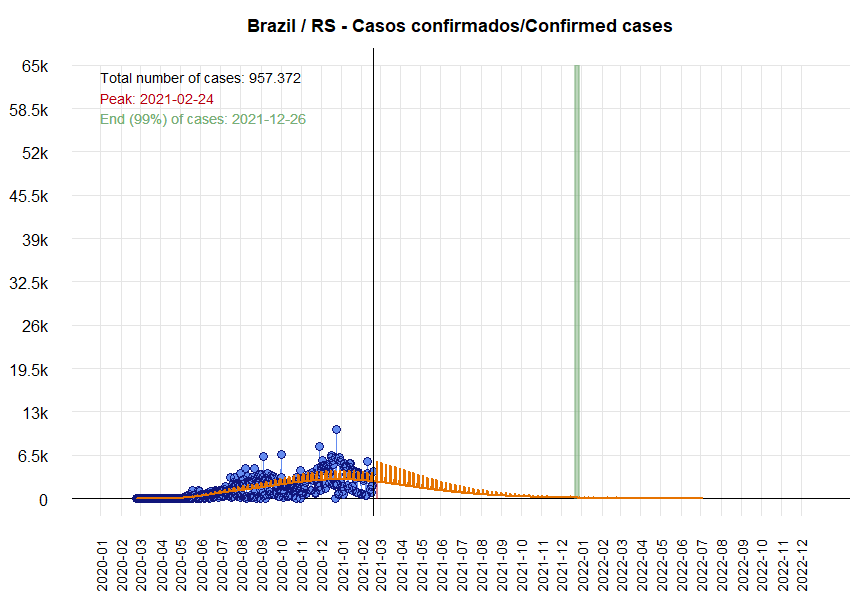 Brazil / RS - Casos confirmados/Confirmed cases
65k
Total number of cases: 957.372
Peak: 2021-02-24
58.5k
End (99%) of cases: 2021-12-26
52k
45.5k
39k
32.5k
26k
19.5k
13k
6.5k
0
2020-01
2020-02
2020-03
2020-04
2020-05
2020-06
2020-07
2020-08
2020-09
2020-10
2020-11
2020-12
2021-01
2021-02
2021-03
2021-04
2021-05
2021-06
2021-07
2021-08
2021-09
2021-10
2021-11
2021-12
2022-01
2022-02
2022-03
2022-04
2022-05
2022-06
2022-07
2022-08
2022-09
2022-10
2022-11
2022-12